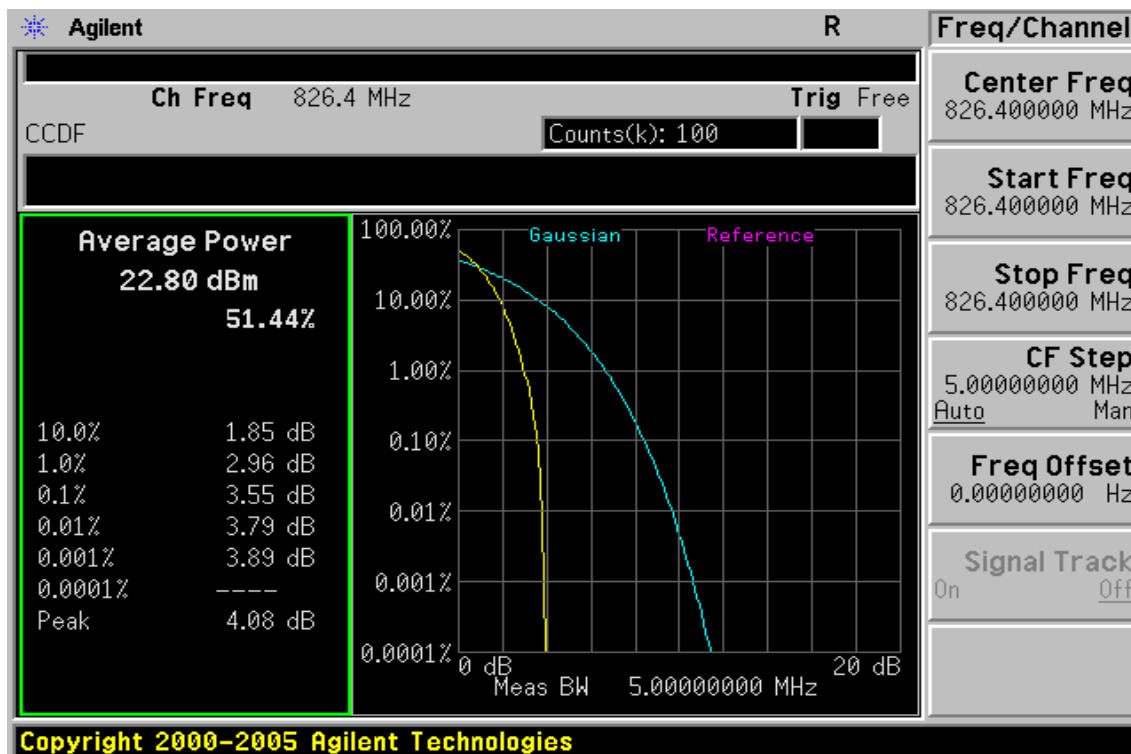 Agilent R
Ch Freq 826.4 MHz Trig Free
CCDF Counts(k): 100
Average Power
22.80 dBm
51.44%
10.0% 1.85 dB
1.0% 2.96 dB
0.1% 3.55 dB
0.01% 3.79 dB
0.001% 3.89 dB
0.0001% ----
Peak 4.08 dB
Gaussian Reference
100.00%
10.00%
1.00%
0.10%
0.01%
0.001%
0.0001%
0 dB 20 dB
Meas BW 5.00000000 MHz
Freq/Channel
Center Freq
826.400000 MHz
Start Freq
826.400000 MHz
Stop Freq
826.400000 MHz
CF Step
5.00000000 MHz
Auto Man
Freq Offset
0.00000000 Hz
Signal Track
On Off
Copyright 2000-2005 Agilent Technologies